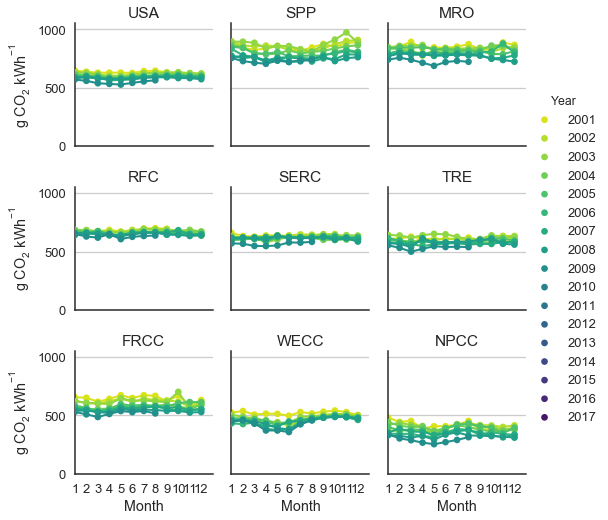 USA SPP MRO
1000
500
0
g CO₂ kWh⁻¹
RFC SERC TRE
1000
500
0
g CO₂ kWh⁻¹
FRCC WECC NPCC
1000
500
0
g CO₂ kWh⁻¹
1 2 3 4 5 6 7 8 9 10 11 12 1 2 3 4 5 6 7 8 9 10 11 12 1 2 3 4 5 6 7 8 9 10 11 12
Month Month Month
Year
2001
2002
2003
2004
2005
2006
2007
2008
2009
2010
2011
2012
2013
2014
2015
2016
2017